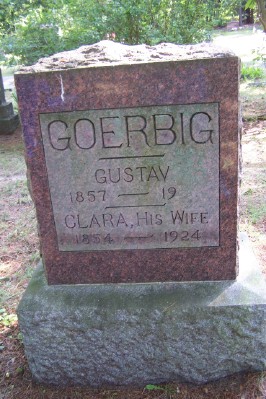 GOERBIG
GUSTAV
1857 — 19
CLARA, HIS WIFE
1854 — 1924